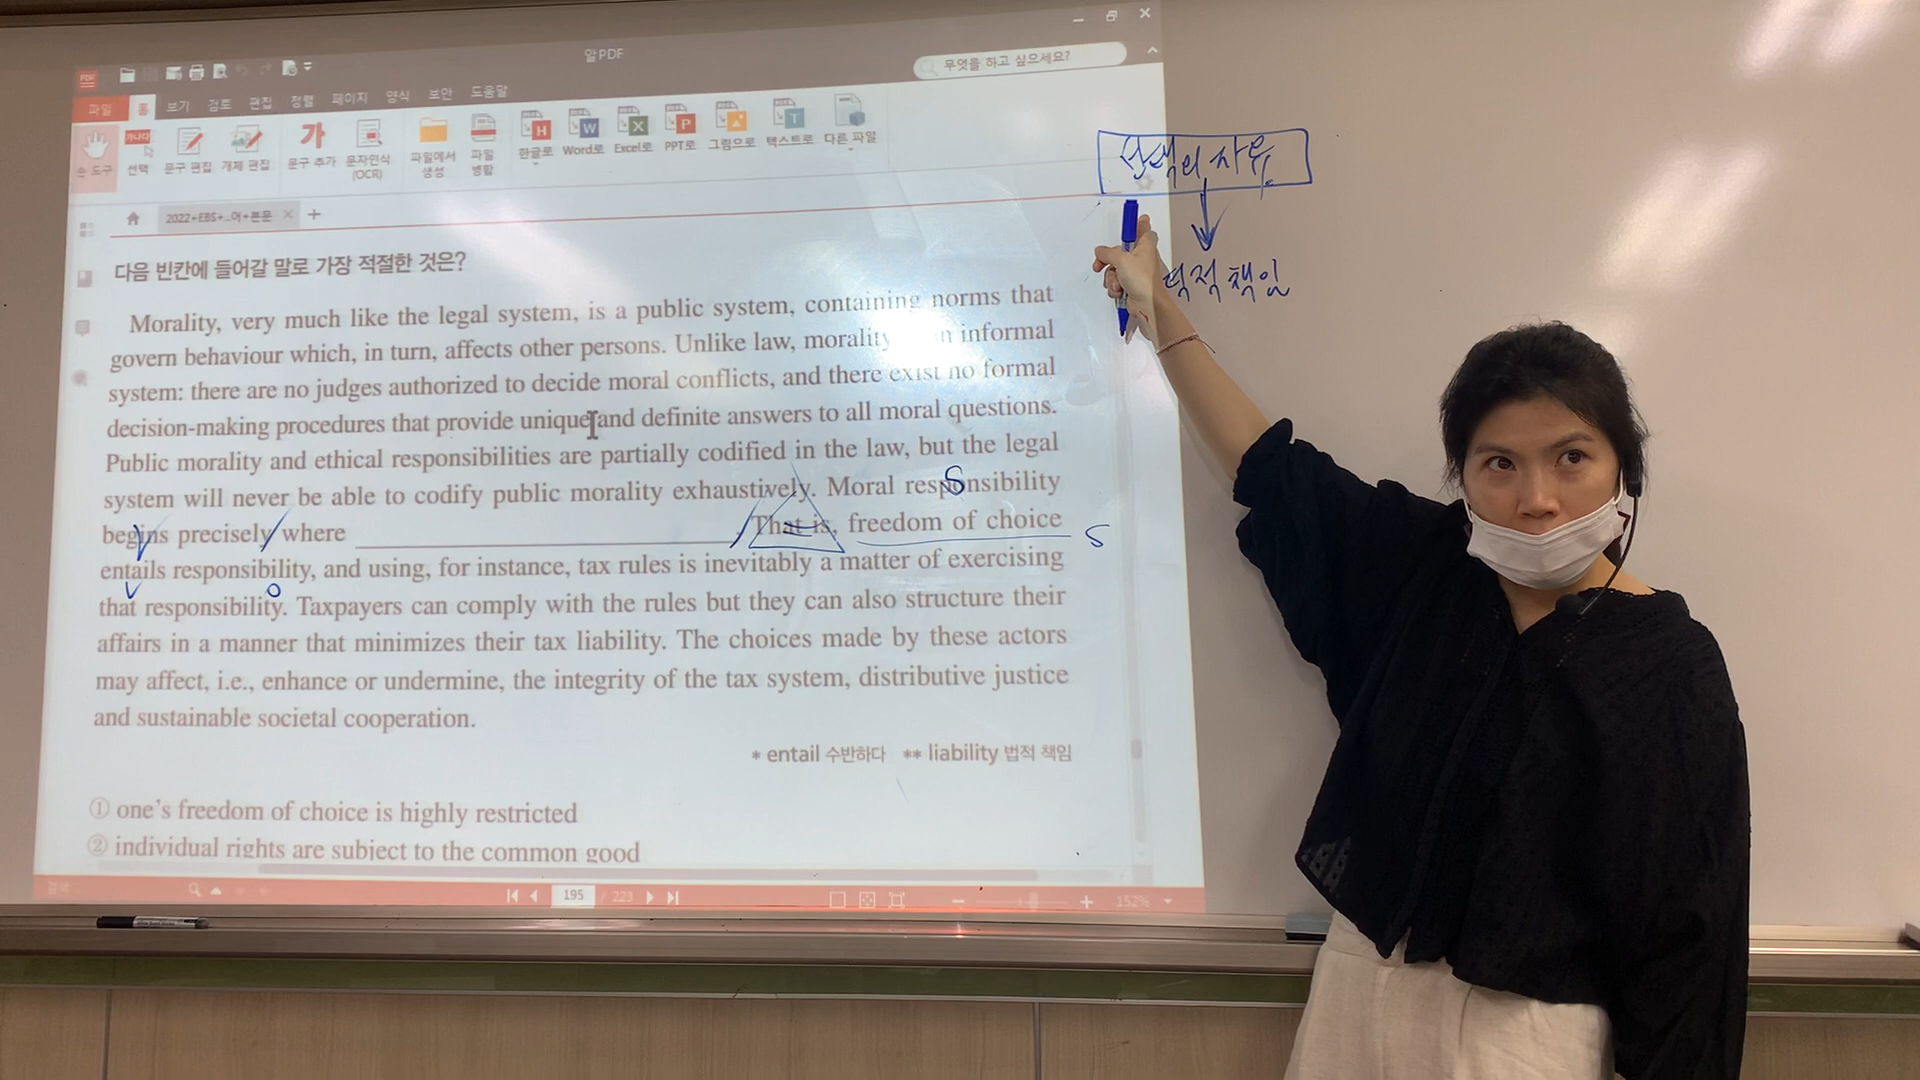 알PDF
무엇을 하고 싶으세요?
파일 홈 보기 검토 편집 정렬 페이지 양식 보안 도움말
손 도구 선택 문구 편집 개체 편집 문구 추가 문자인식 (OCR) 파일에서 생성 파일 병합 한글로 Word로 Excel로 PPT로 그림으로 텍스트로 다른 파일
2022+EBS+...어+본문
다음 빈칸에 들어갈 말로 가장 적절한 것은?
Morality, very much like the legal system, is a public system, containing norms that
govern behaviour which, in turn, affects other persons. Unlike law, morality n informal
system: there are no judges authorized to decide moral conflicts, and there exist no formal
decision-making procedures that provide unique and definite answers to all moral questions.
Public morality and ethical responsibilities are partially codified in the law, but the legal
system will never be able to codify public morality exhaustively. Moral responsibility
S
begins precisely / where / That is, freedom of choice
S
V
entails responsibility, and using, for instance, tax rules is inevitably a matter of exercising
V O
that responsibility. Taxpayers can comply with the rules but they can also structure their
affairs in a manner that minimizes their tax liability. The choices made by these actors
may affect, i.e., enhance or undermine, the integrity of the tax system, distributive justice
and sustainable societal cooperation.
* entail 수반하다 ** liability 법적 책임
① one's freedom of choice is highly restricted
② individual rights are subject to the common good
검색
195 / 223
152%
선택의 자유
덕적 책임